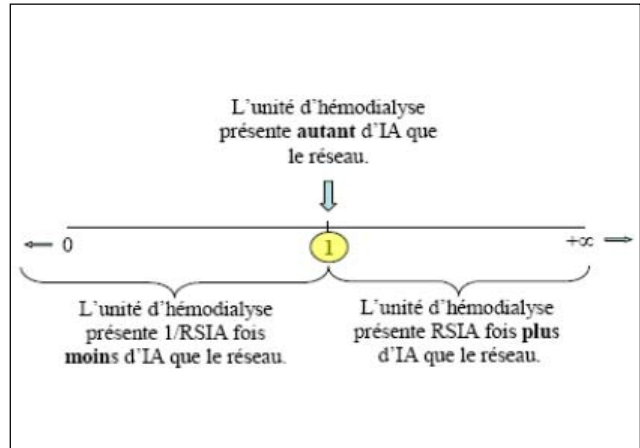 L'unité d'hémodialyse
présente autant d'IA que
le réseau.
0
1
+∞
L'unité d'hémodialyse
présente 1/RSIA fois
moins d'IA que le réseau.
L'unité d'hémodialyse
présente RSIA fois plus
d'IA que le réseau.